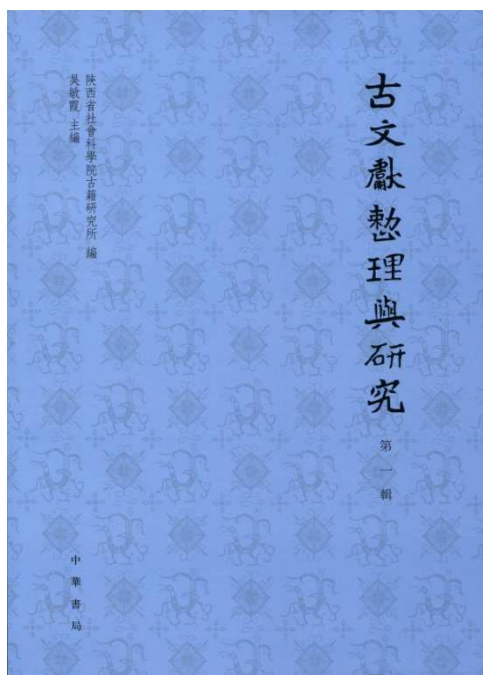 古文獻整理與研究
第一輯
陝西省社會科學院古籍研究所 編
吴敏霞 主編
中華書局